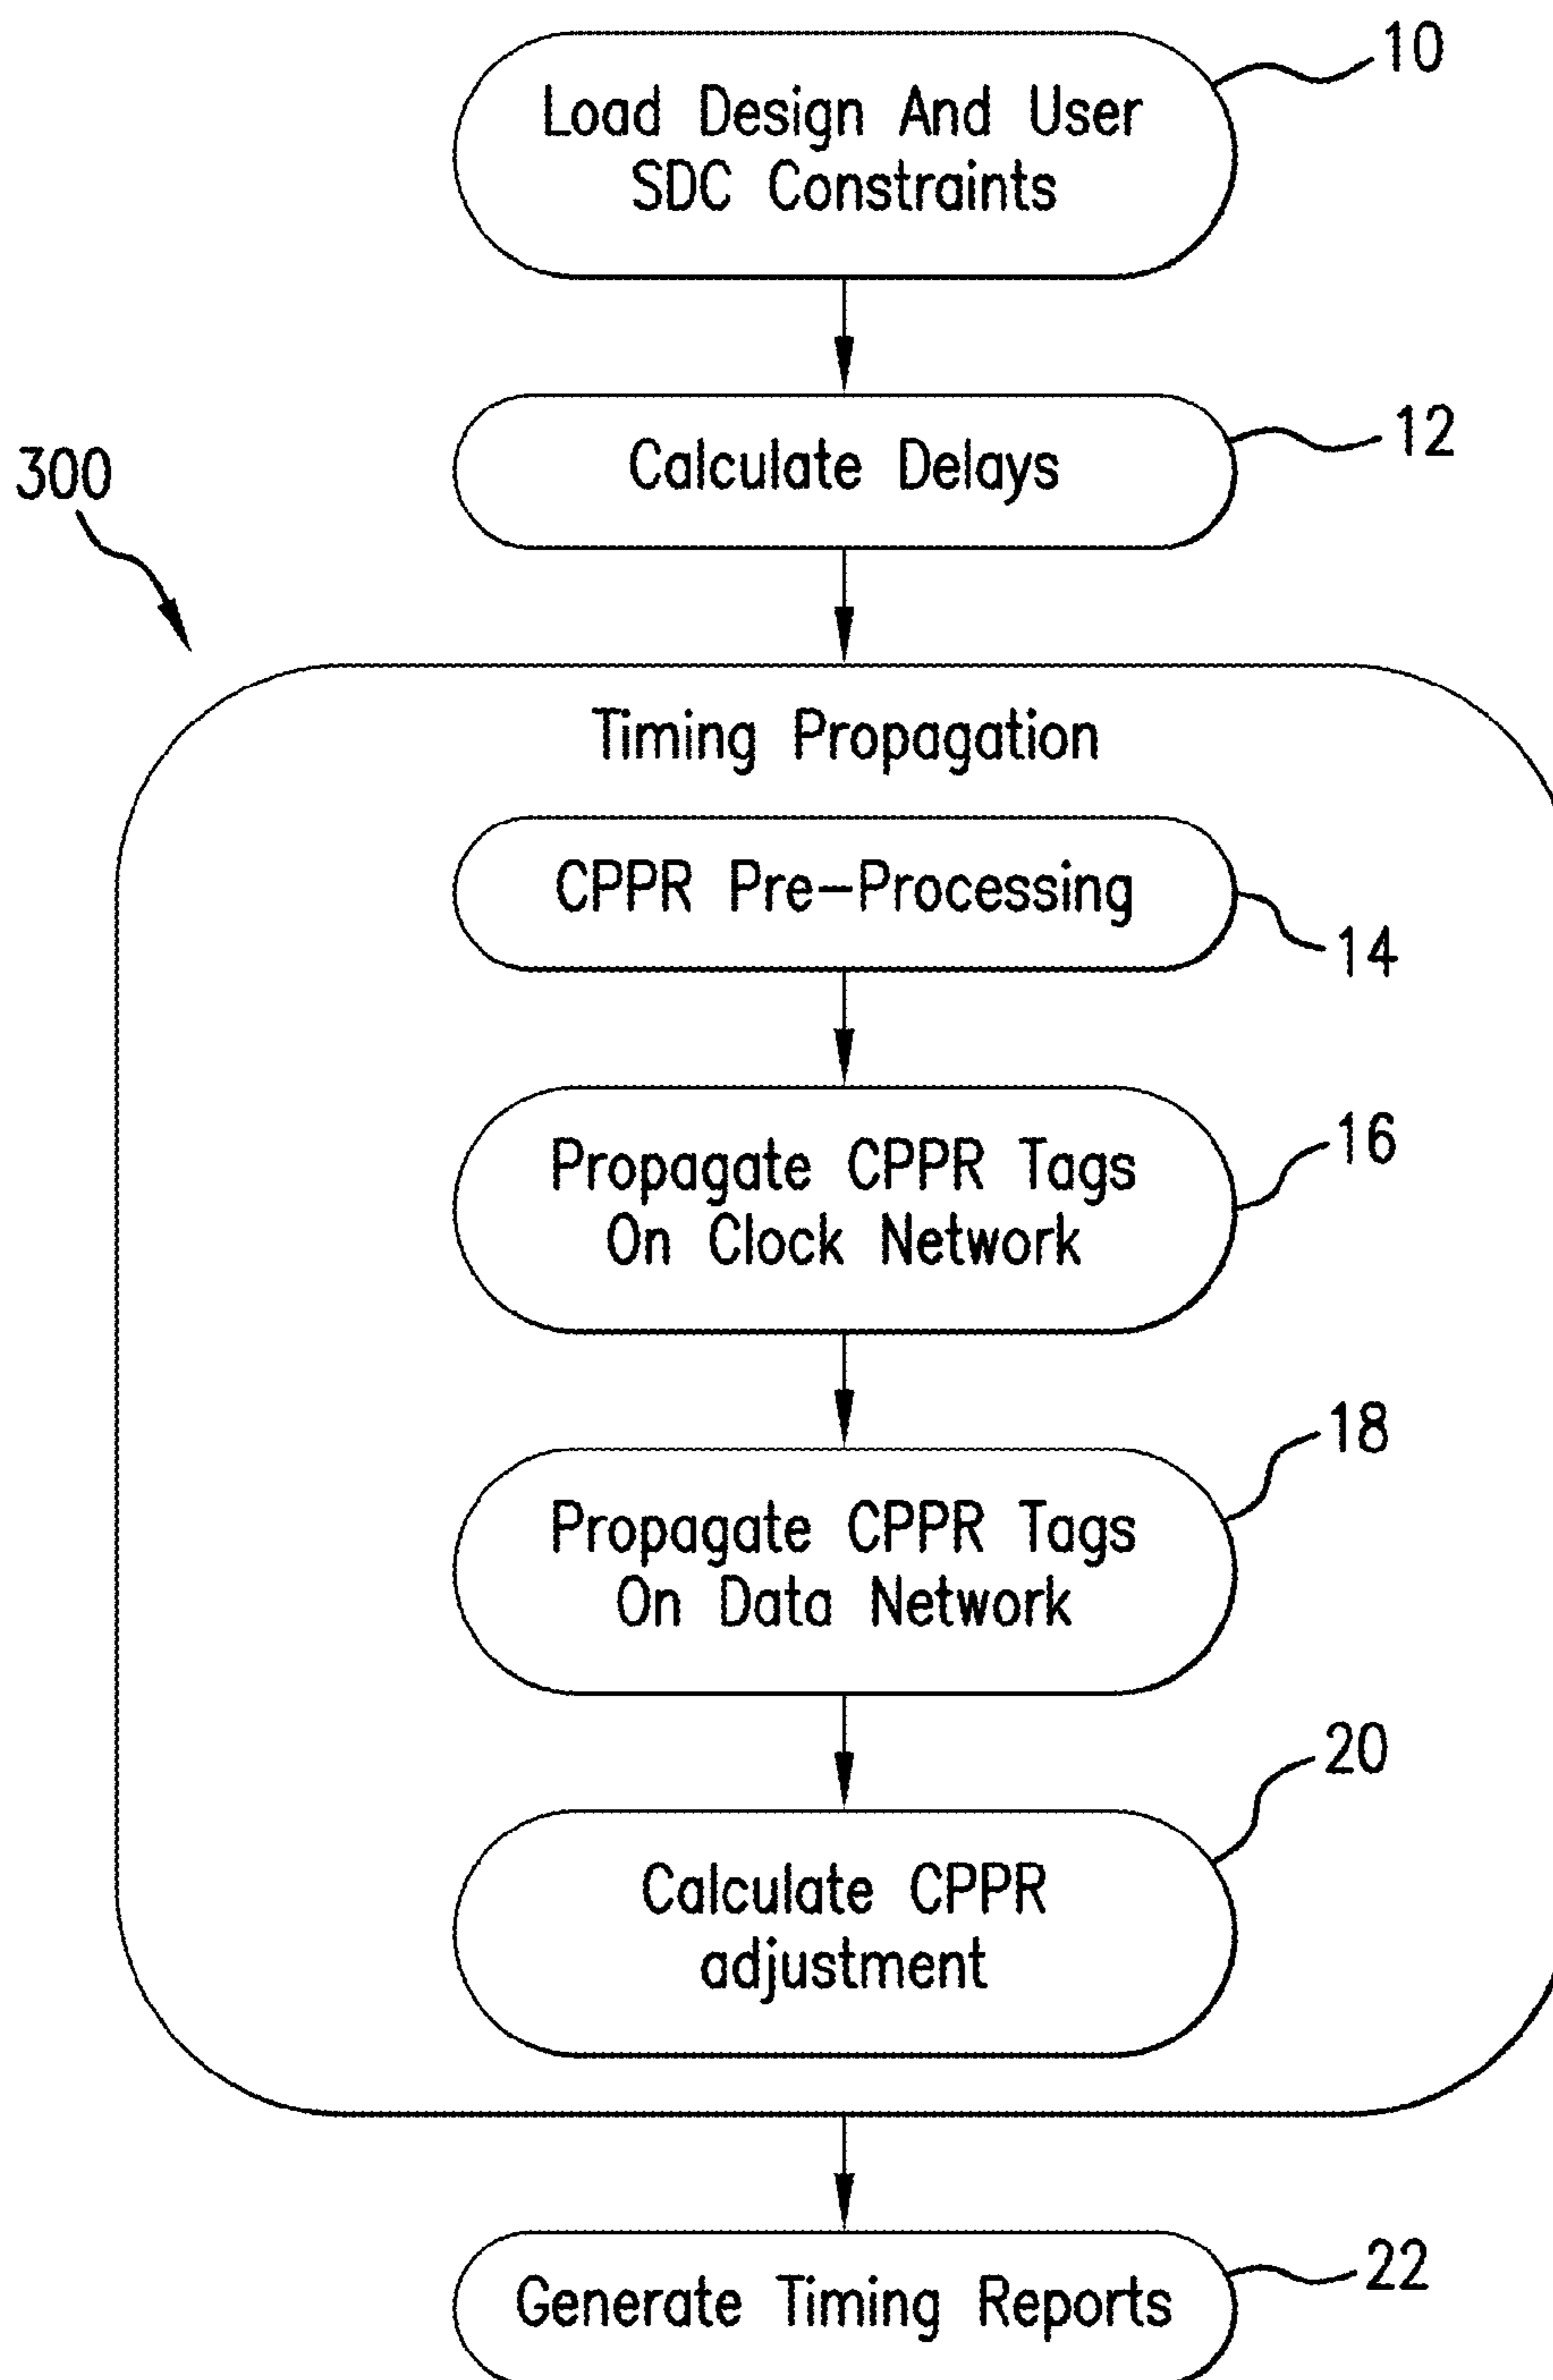 10
Load Design And User
SDC Constraints
12
Calculate Delays
300
Timing Propagation
CPPR Pre-Processing
14
16
Propagate CPPR Tags
On Clock Network
18
Propagate CPPR Tags
On Data Network
20
Calculate CPPR
adjustment
22
Generate Timing Reports